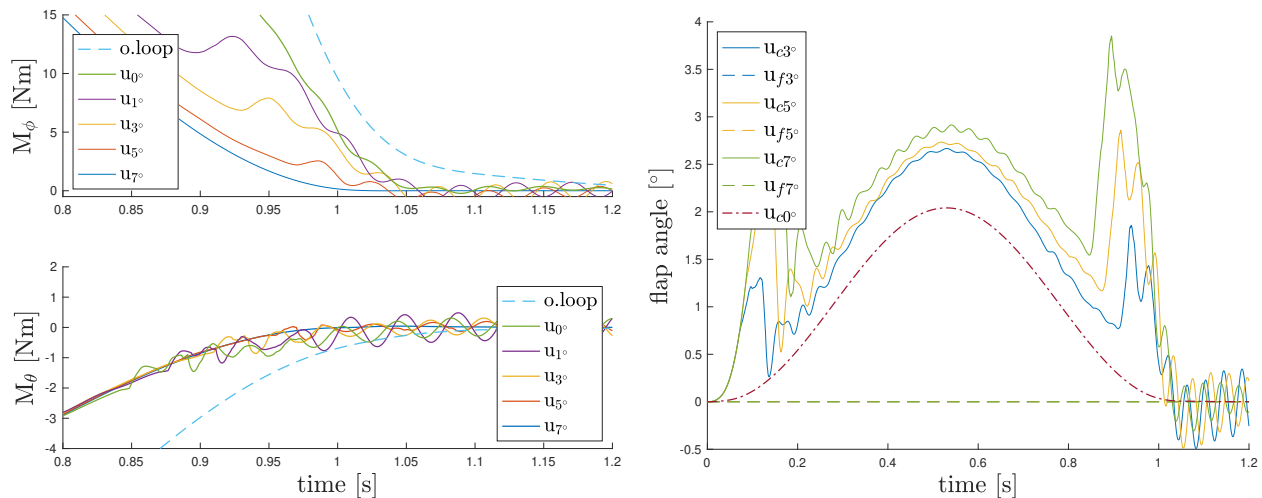 15
10
5
0
M_ϕ [Nm]
o.loop
u_0°
u_1°
u_3°
u_5°
u_7°
0.8 0.85 0.9 0.95 1 1.05 1.1 1.15 1.2
2
1
0
-1
-2
-3
-4
M_θ [Nm]
o.loop
u_0°
u_1°
u_3°
u_5°
u_7°
0.8 0.85 0.9 0.95 1 1.05 1.1 1.15 1.2
time [s]
4
3.5
3
2.5
2
1.5
1
0.5
0
-0.5
flap angle [°]
u_c3°
u_f3°
u_c5°
u_f5°
u_c7°
u_f7°
u_c0°
0 0.2 0.4 0.6 0.8 1 1.2
time [s]